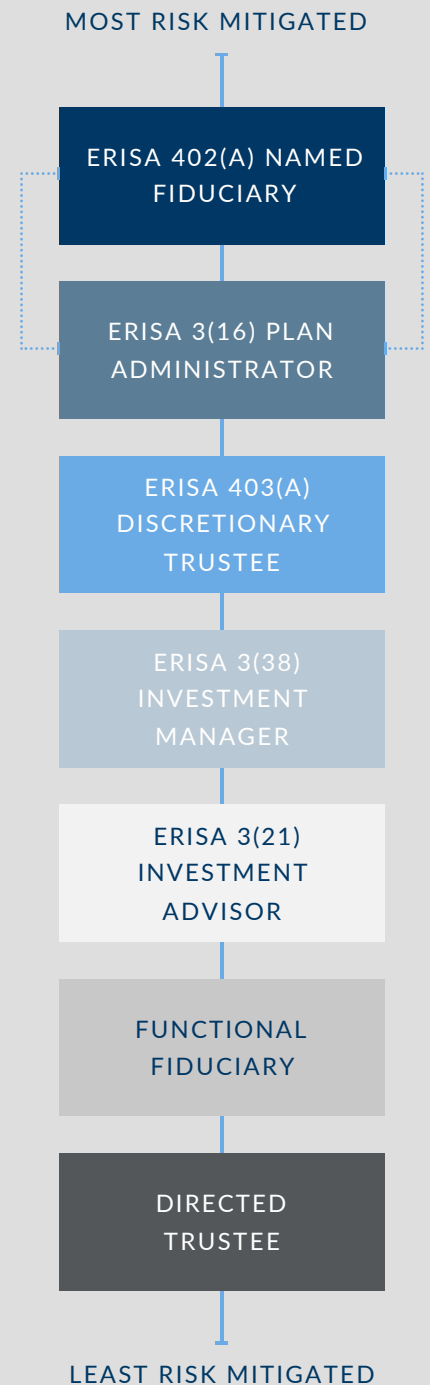 MOST RISK MITIGATED
ERISA 402(A) NAMED
FIDUCIARY
ERISA 3(16) PLAN
ADMINISTRATOR
ERISA 403(A)
DISCRETIONARY
TRUSTEE
ERISA 3(38)
INVESTMENT
MANAGER
ERISA 3(21)
INVESTMENT
ADVISOR
FUNCTIONAL
FIDUCIARY
DIRECTED
TRUSTEE
LEAST RISK MITIGATED